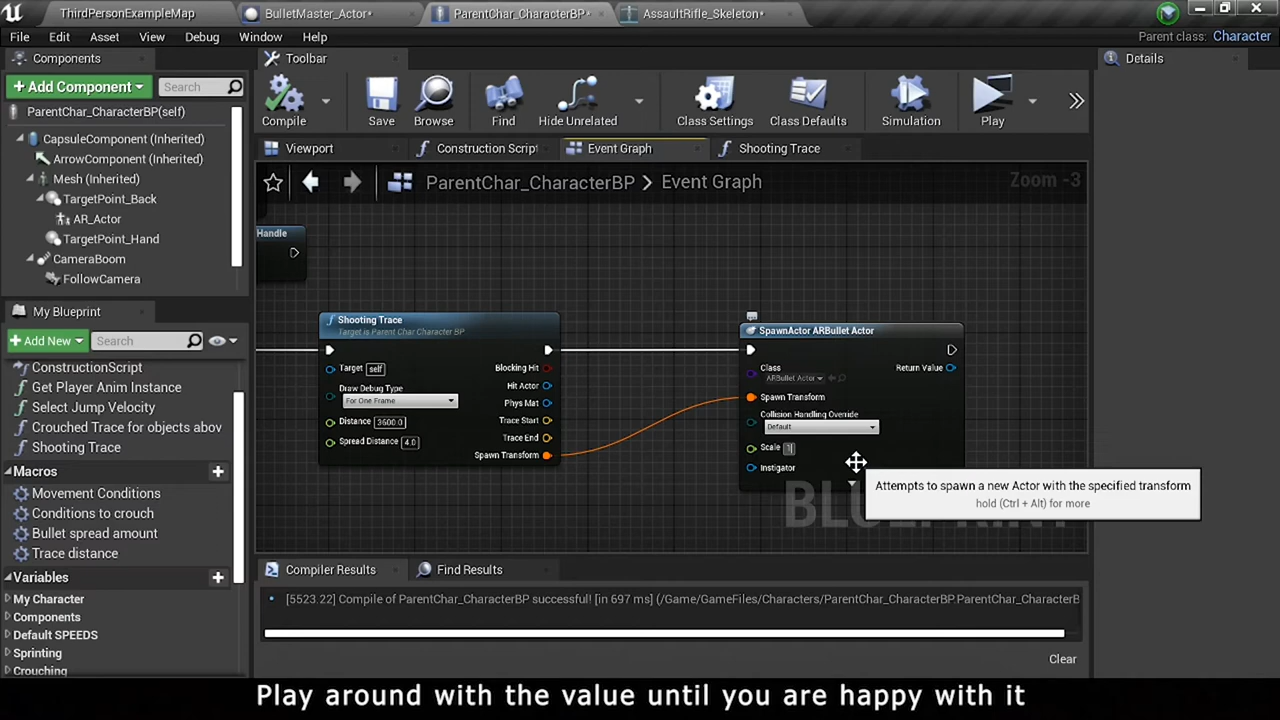 ThirdPersonExampleMap
BulletMaster_Actor*
ParentChar_CharacterBP*
AssaultRifle_Skeleton*
File Edit Asset View Debug Window Help
Parent class: Character
Components
Toolbar
Details
+ Add Component
Search
Compile
Save
Browse
Find
Hide Unrelated
Class Settings
Class Defaults
Simulation
Play
ParentChar_CharacterBP(self)
CapsuleComponent (Inherited)
ArrowComponent (Inherited)
Mesh (Inherited)
TargetPoint_Back
AR_Actor
TargetPoint_Hand
CameraBoom
FollowCamera
Viewport
Construction Script
Event Graph
Shooting Trace
ParentChar_CharacterBP > Event Graph
Zoom -3
Handle
Shooting Trace
Target is Parent Char Character BP
Target self
Draw Debug Type
For One Frame
Distance 3600.0
Spread Distance 4.0
Blocking Hit
Hit Actor
Phys Mat
Trace Start
Trace End
Spawn Transform
SpawnActor ARBullet Actor
Class
ARBullet Actor
Return Value
Spawn Transform
Collision Handling Override
Default
Scale 1
Instigator
Attempts to spawn a new Actor with the specified transform
hold (Ctrl + Alt) for more
My Blueprint
+ Add New
Search
ConstructionScript
Get Player Anim Instance
Select Jump Velocity
Crouched Trace for objects abov
Shooting Trace
Macros
Movement Conditions
Conditions to crouch
Bullet spread amount
Trace distance
Variables
My Character
Components
Default SPEEDS
Sprinting
Crouching
Compiler Results
Find Results
[5523.22] Compile of ParentChar_CharacterBP successful! [in 697 ms] (/Game/GameFiles/Characters/ParentChar_CharacterBP.ParentChar_CharacterB
Clear
Play around with the value until you are happy with it